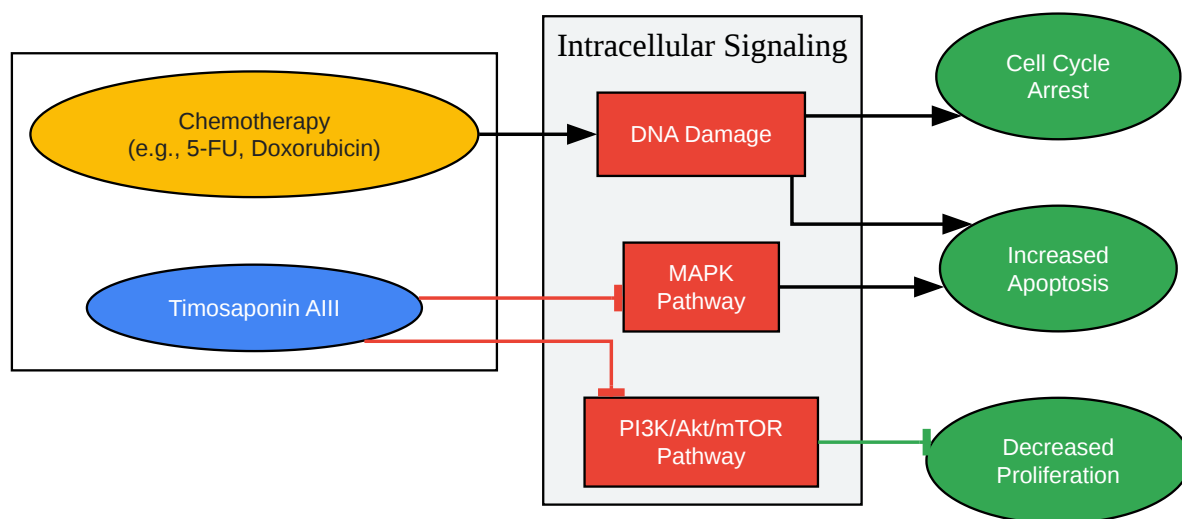 Intracellular Signaling
Chemotherapy
(e.g., 5-FU, Doxorubicin)
Timosaponin AIII
DNA Damage
MAPK
Pathway
PI3K/Akt/mTOR
Pathway
Cell Cycle
Arrest
Increased
Apoptosis
Decreased
Proliferation